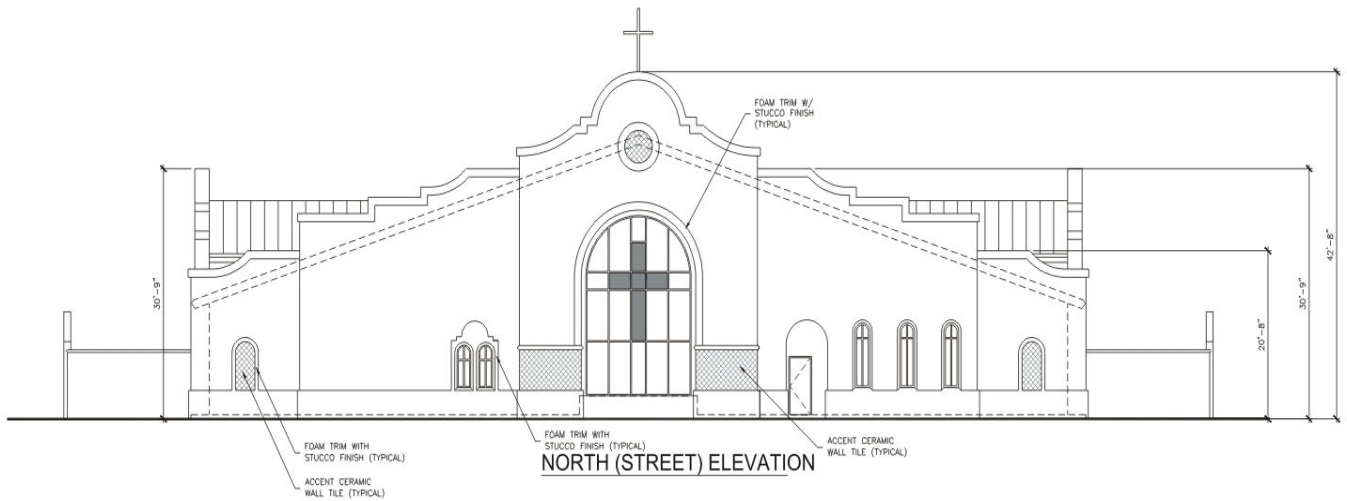 FOAM TRIM W/
STUCCO FINISH
(TYPICAL)
30'-9"
42'-8"
30'-9"
20'-8"
FOAM TRIM WITH
STUCCO FINISH (TYPICAL)
ACCENT CERAMIC
WALL TILE (TYPICAL)
FOAM TRIM WITH
STUCCO FINISH (TYPICAL)
ACCENT CERAMIC
WALL TILE (TYPICAL)
NORTH (STREET) ELEVATION